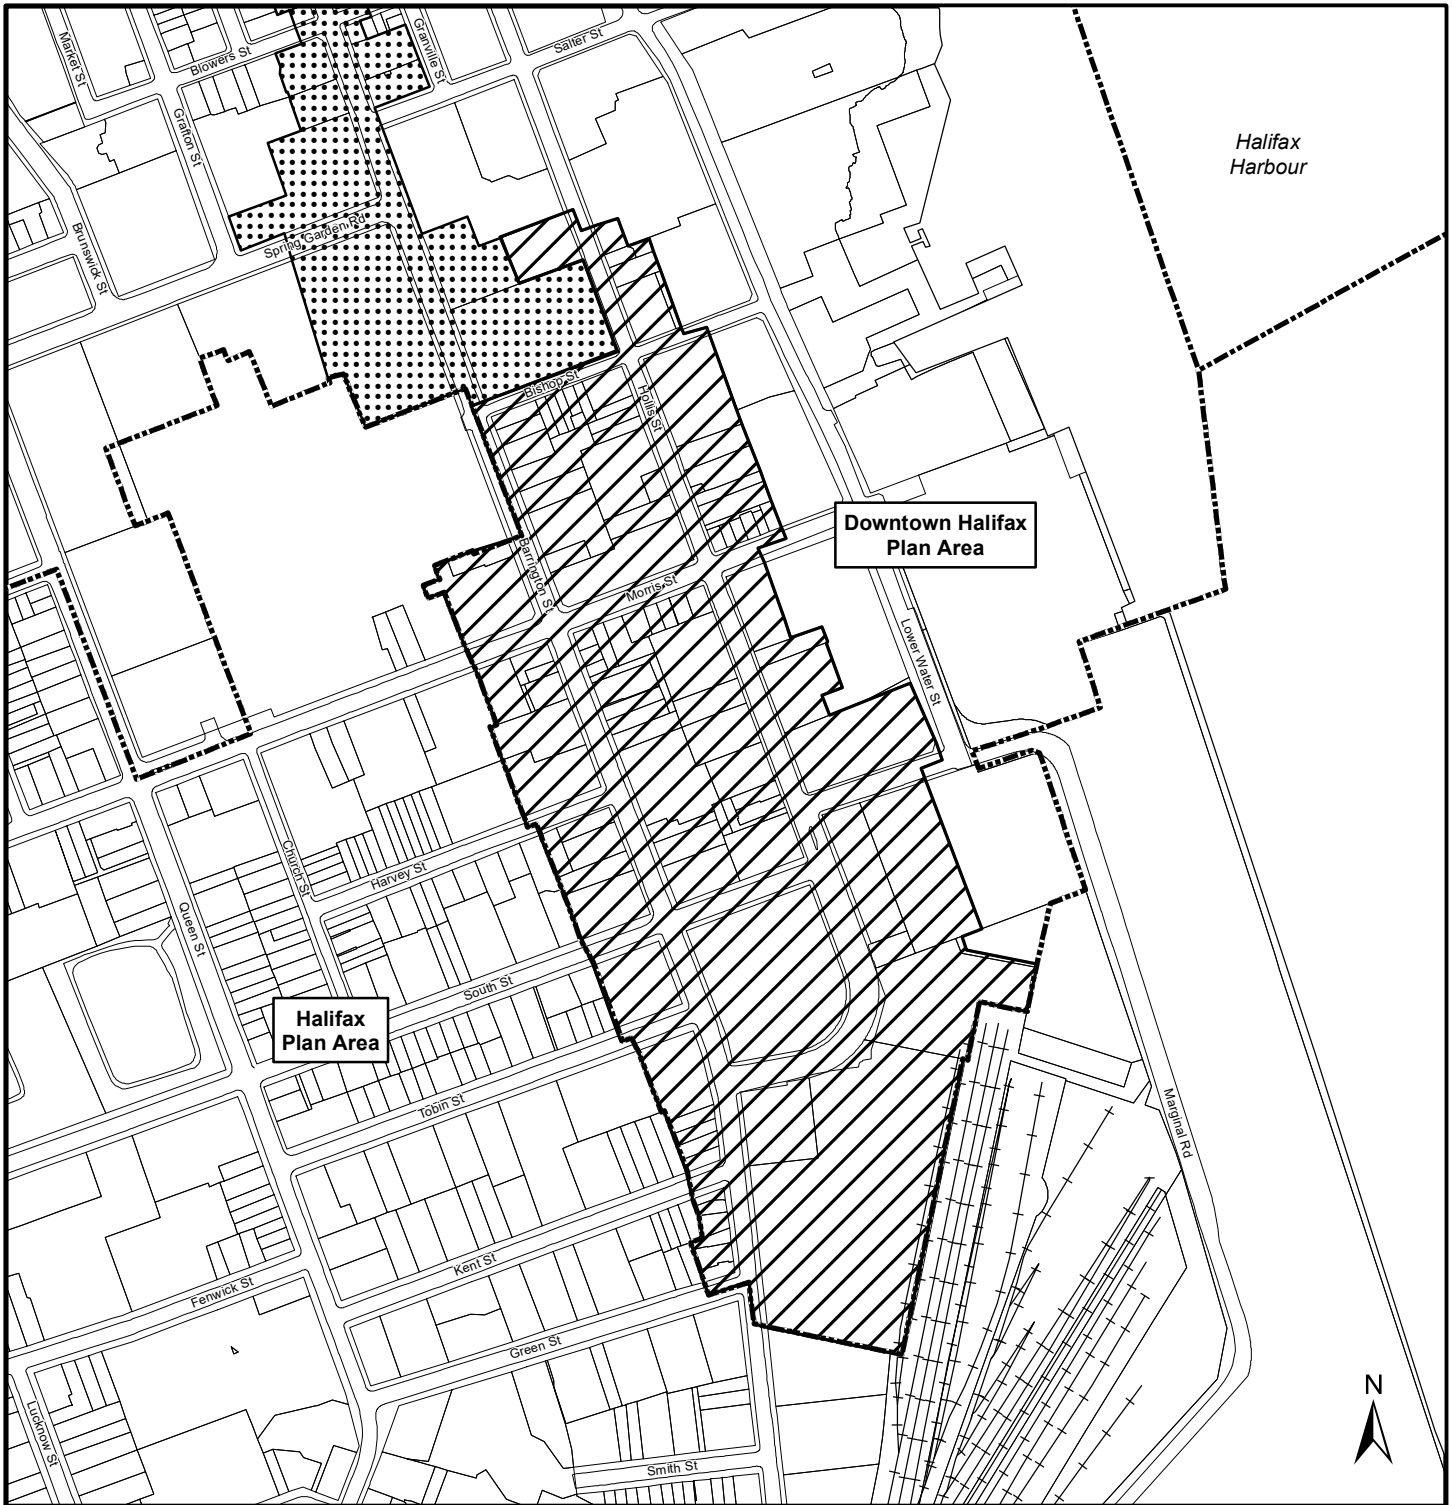 Market St
Blowers St
Granville St
Salter St
Grafton St
Halifax
Harbour
Brunswick St
Spring Garden Rd
Bishop St
Hollis St
Downtown Halifax
Plan Area
Barrington St
Morris St
Lower Water St
Church St
Harvey St
Queen St
South St
Halifax
Plan Area
Tobin St
Marginal Rd
Kent St
Fenwick St
Green St
Lucknow St
Smith St
N